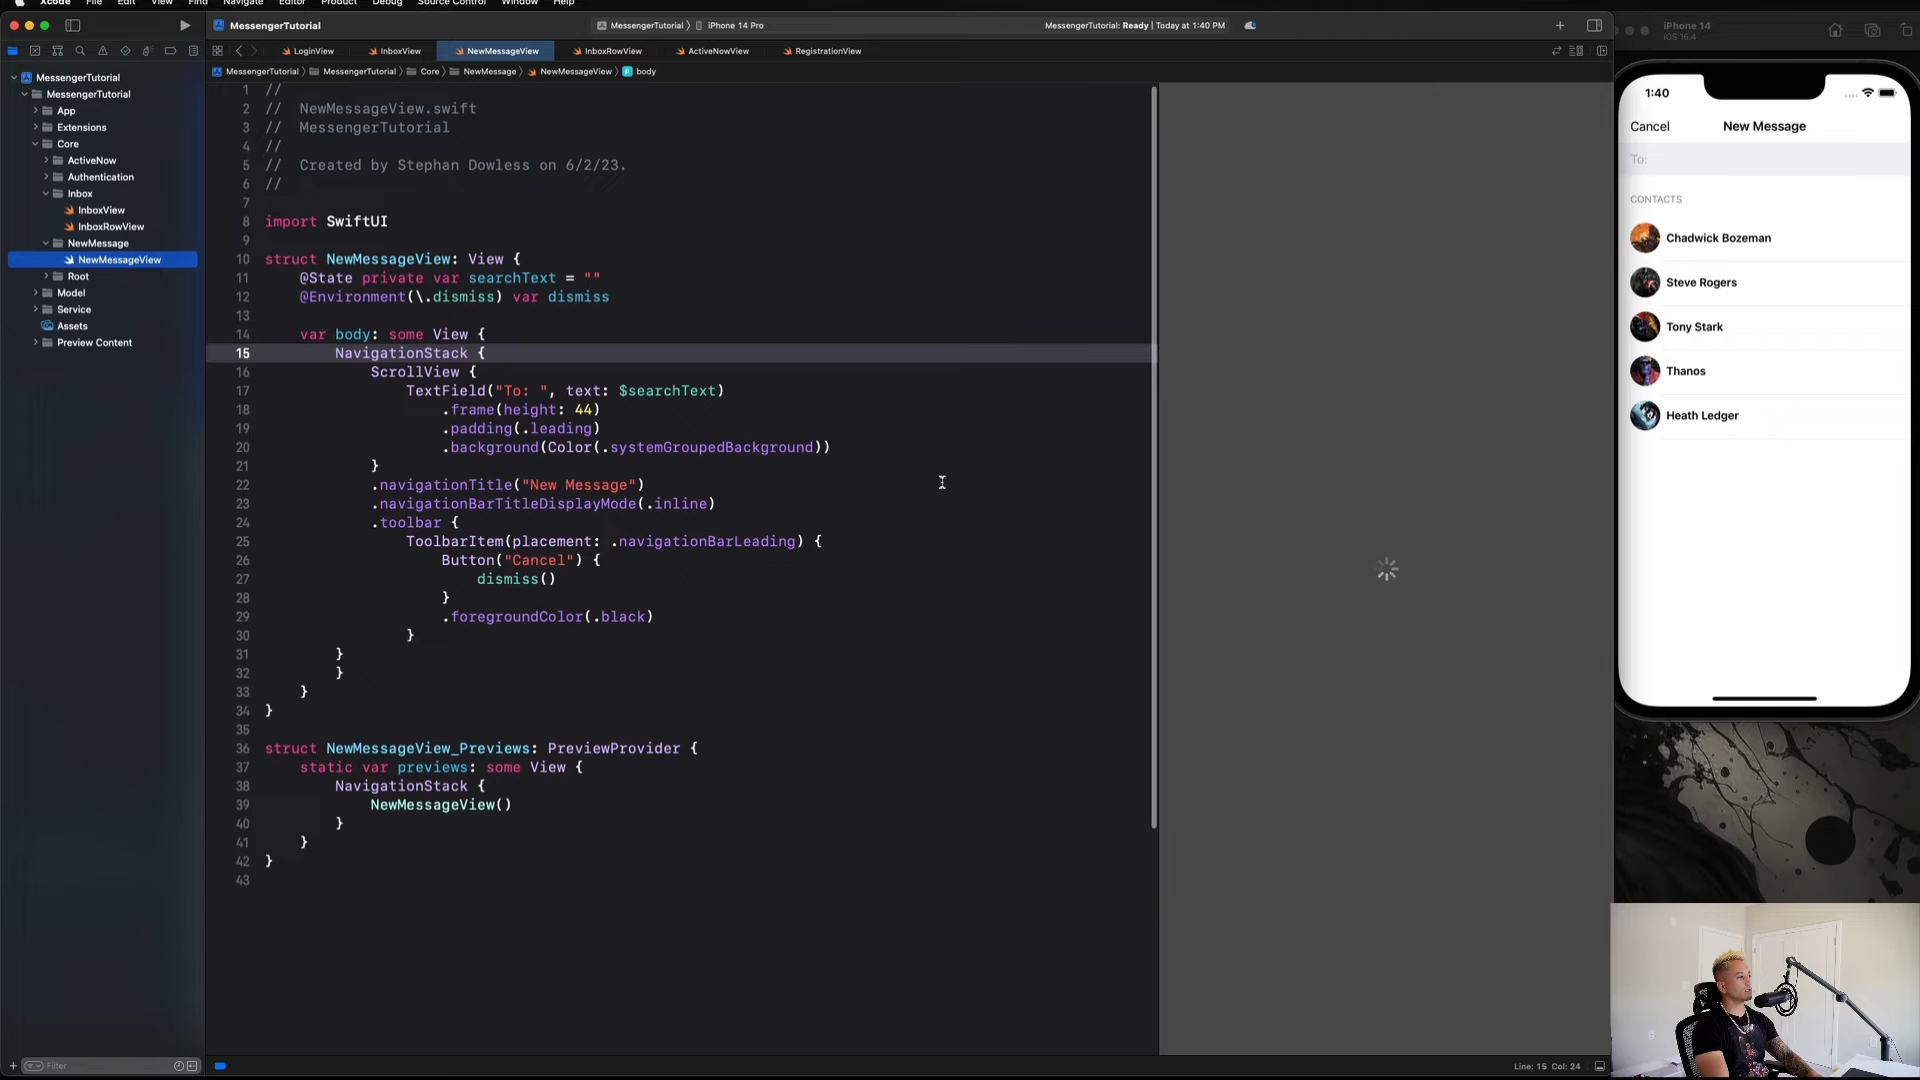 Xcode File Edit View Find Navigate Editor Product Debug Source Control Window Help
MessengerTutorial
MessengerTutorial 〉 iPhone 14 Pro
MessengerTutorial: Ready | Today at 1:40 PM
LoginView
InboxView
NewMessageView
InboxRowView
ActiveNowView
RegistrationView
MessengerTutorial 〉 MessengerTutorial 〉 Core 〉 NewMessage 〉 NewMessageView 〉 P body
MessengerTutorial
MessengerTutorial
App
Extensions
Core
ActiveNow
Authentication
Inbox
InboxView
InboxRowView
NewMessage
NewMessageView
Root
Model
Service
Assets
Preview Content
Filter
1 //
2 // NewMessageView.swift
3 // MessengerTutorial
4 //
5 // Created by Stephan Dowless on 6/2/23.
6 //
7
8 import SwiftUI
9
10 struct NewMessageView: View {
11 @State private var searchText = ""
12 @Environment(\.dismiss) var dismiss
13
14 var body: some View {
15 NavigationStack {
16 ScrollView {
17 TextField("To: ", text: $searchText)
18 .frame(height: 44)
19 .padding(.leading)
20 .background(Color(.systemGroupedBackground))
21 }
22 .navigationTitle("New Message")
23 .navigationBarTitleDisplayMode(.inline)
24 .toolbar {
25 ToolbarItem(placement: .navigationBarLeading) {
26 Button("Cancel") {
27 dismiss()
28 }
29 .foregroundColor(.black)
30 }
31 }
32 }
33 }
34 }
35
36 struct NewMessageView_Previews: PreviewProvider {
37 static var previews: some View {
38 NavigationStack {
39 NewMessageView()
40 }
41 }
42 }
43
Line: 15 Col: 24
iPhone 14
iOS 16.4
1:40
Cancel New Message
To:
CONTACTS
Chadwick Bozeman
Steve Rogers
Tony Stark
Thanos
Heath Ledger